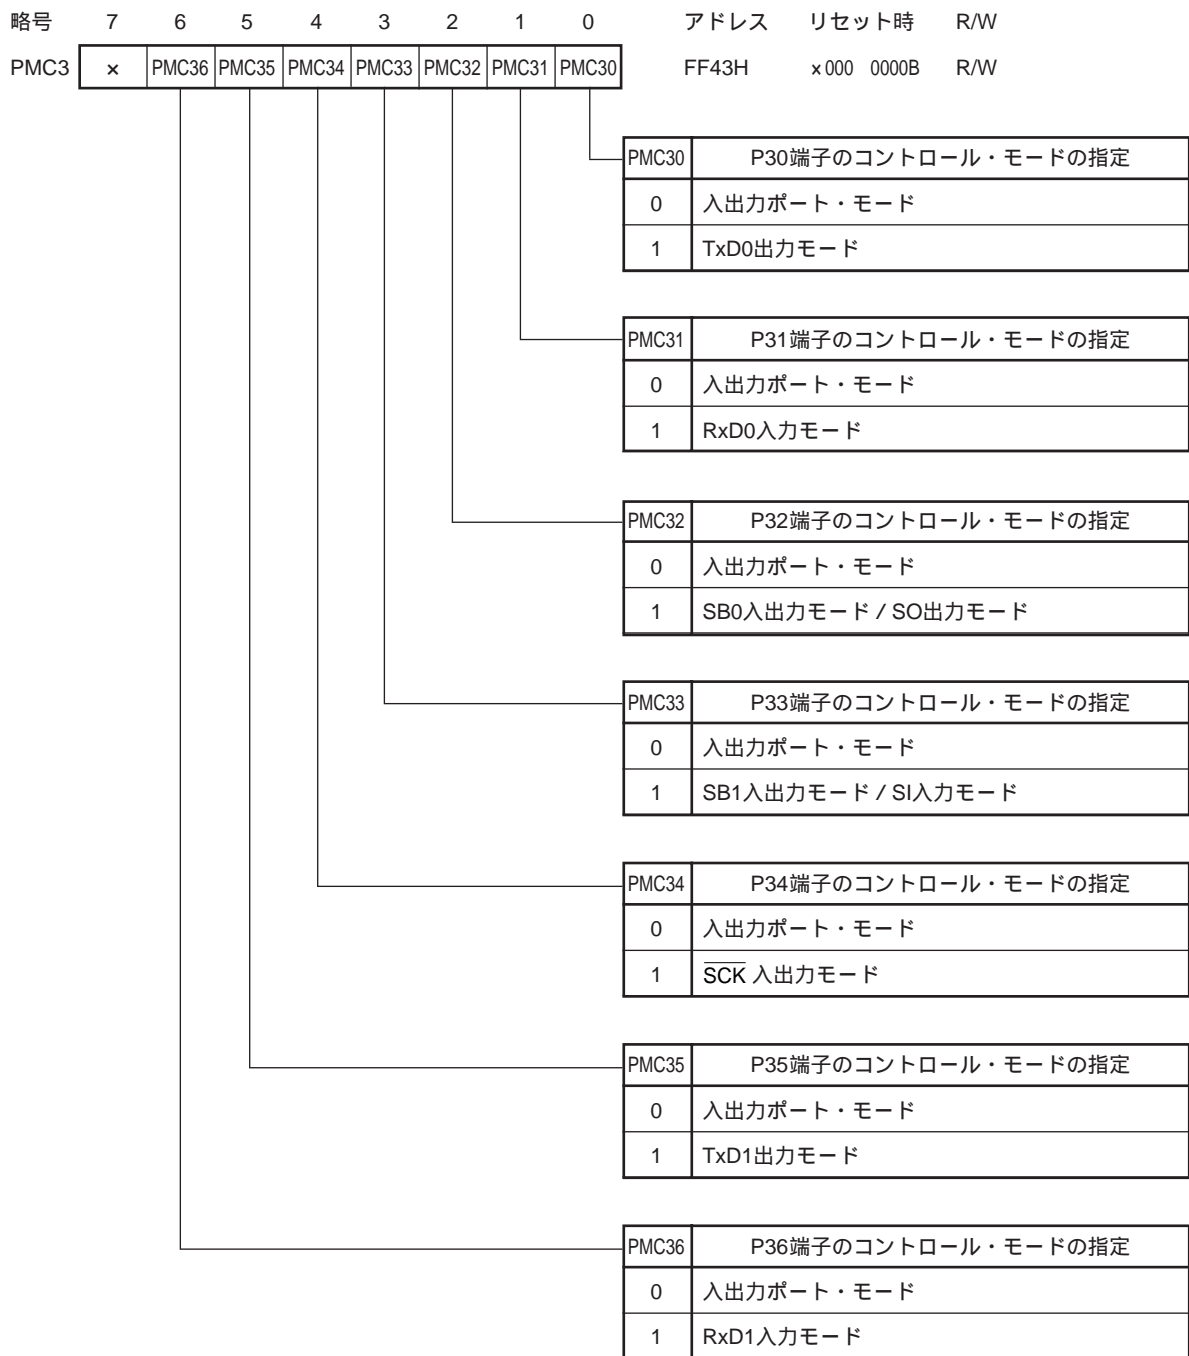 略号 7 6 5 4 3 2 1 0 アドレス リセット時 R/W
PMC3 × PMC36 PMC35 PMC34 PMC33 PMC32 PMC31 PMC30 FF43H ×000 0000B R/W
PMC30 P30端子のコントロール・モードの指定
0 入出力ポート・モード
1 TxD0出力モード
PMC31 P31端子のコントロール・モードの指定
0 入出力ポート・モード
1 RxD0入力モード
PMC32 P32端子のコントロール・モードの指定
0 入出力ポート・モード
1 SB0入出力モード／SO出力モード
PMC33 P33端子のコントロール・モードの指定
0 入出力ポート・モード
1 SB1入出力モード／SI入力モード
PMC34 P34端子のコントロール・モードの指定
0 入出力ポート・モード
1 S̅C̅K̅ 入出力モード
PMC35 P35端子のコントロール・モードの指定
0 入出力ポート・モード
1 TxD1出力モード
PMC36 P36端子のコントロール・モードの指定
0 入出力ポート・モード
1 RxD1入力モード